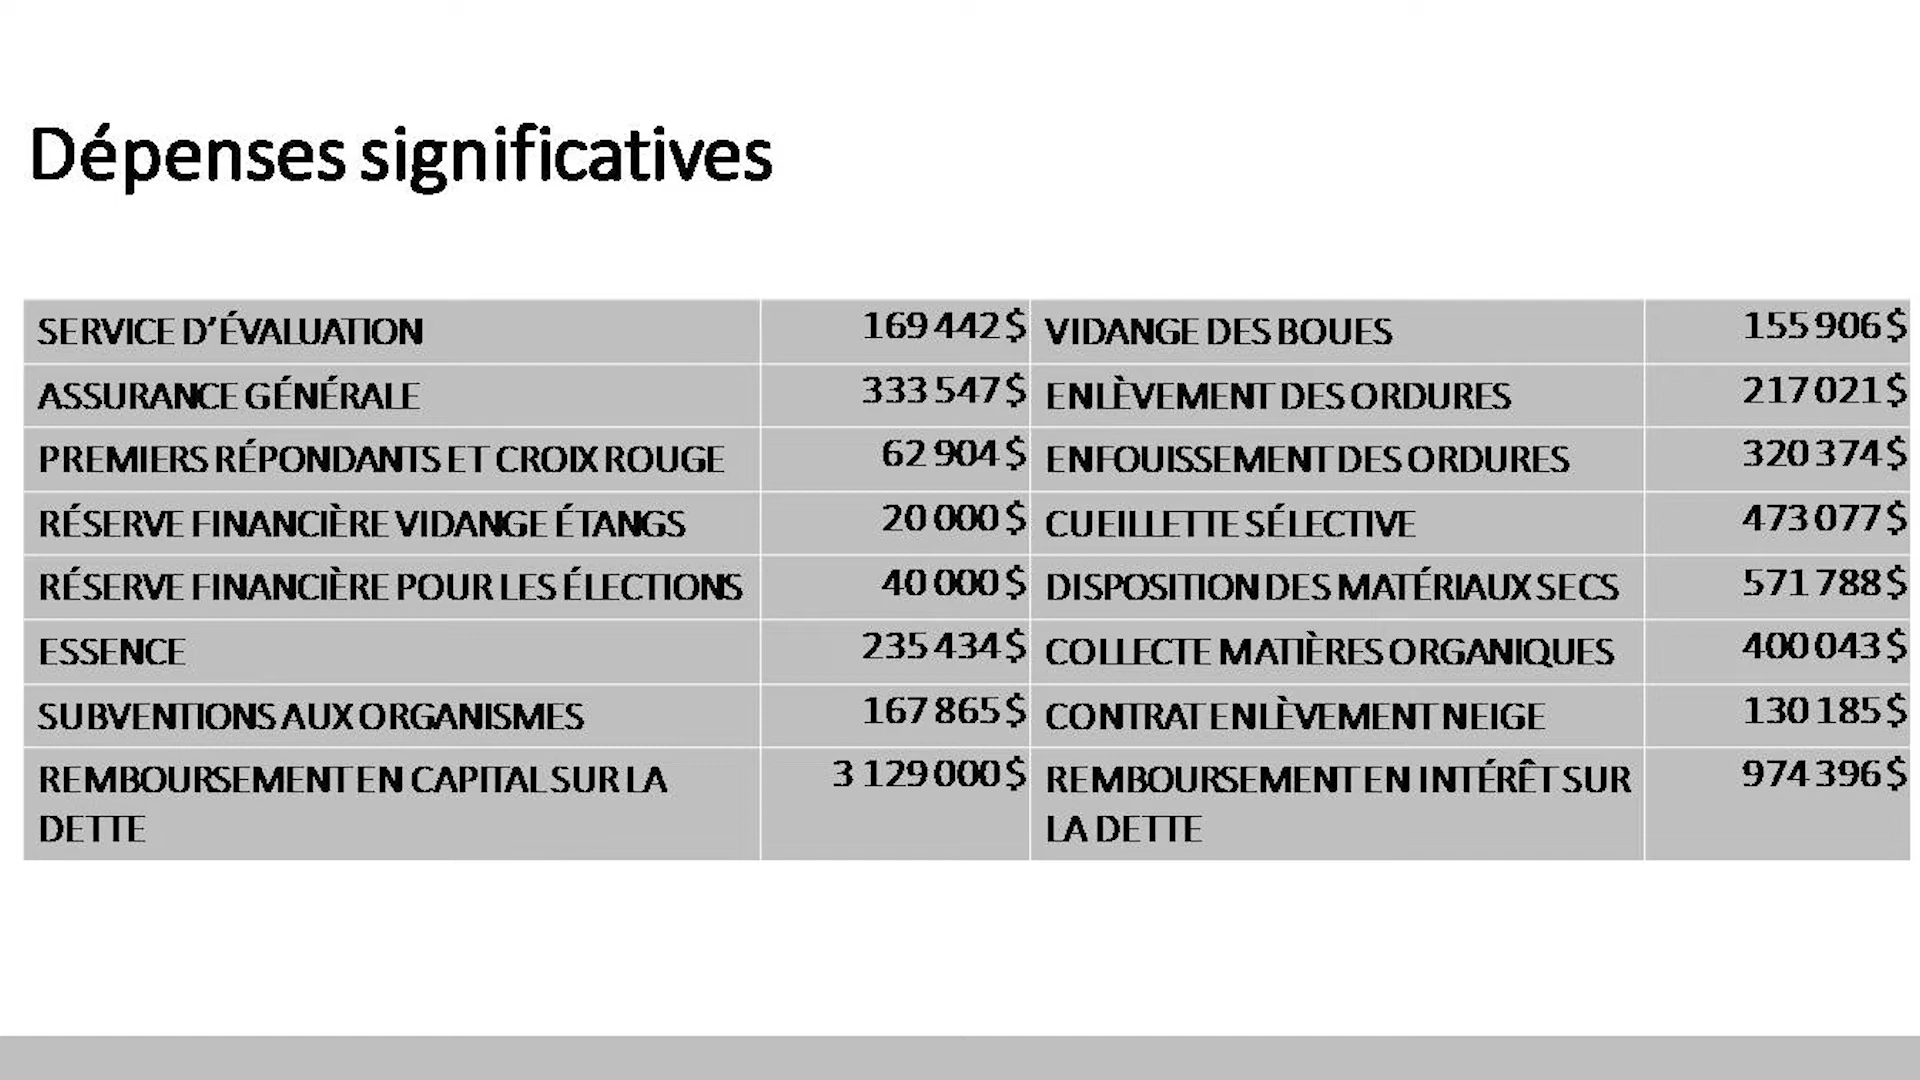 Dépenses significatives
SERVICE D’ÉVALUATION 169 442 $ VIDANGE DES BOUES 155 906 $
ASSURANCE GÉNÉRALE 333 547 $ ENLÈVEMENT DES ORDURES 217 021 $
PREMIERS RÉPONDANTS ET CROIX ROUGE 62 904 $ ENFOUISSEMENT DES ORDURES 320 374 $
RÉSERVE FINANCIÈRE VIDANGE ÉTANGS 20 000 $ CUEILLETTE SÉLECTIVE 473 077 $
RÉSERVE FINANCIÈRE POUR LES ÉLECTIONS 40 000 $ DISPOSITION DES MATÉRIAUX SECS 571 788 $
ESSENCE 235 434 $ COLLECTE MATIÈRES ORGANIQUES 400 043 $
SUBVENTIONS AUX ORGANISMES 167 865 $ CONTRAT ENLÈVEMENT NEIGE 130 185 $
REMBOURSEMENT EN CAPITAL SUR LA 3 129 000 $ REMBOURSEMENT EN INTÉRÊT SUR 974 396 $
DETTE LA DETTE